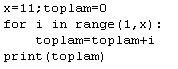 x=11;toplam=0
for i in range(1,x):
    toplam=toplam+i
print(toplam)